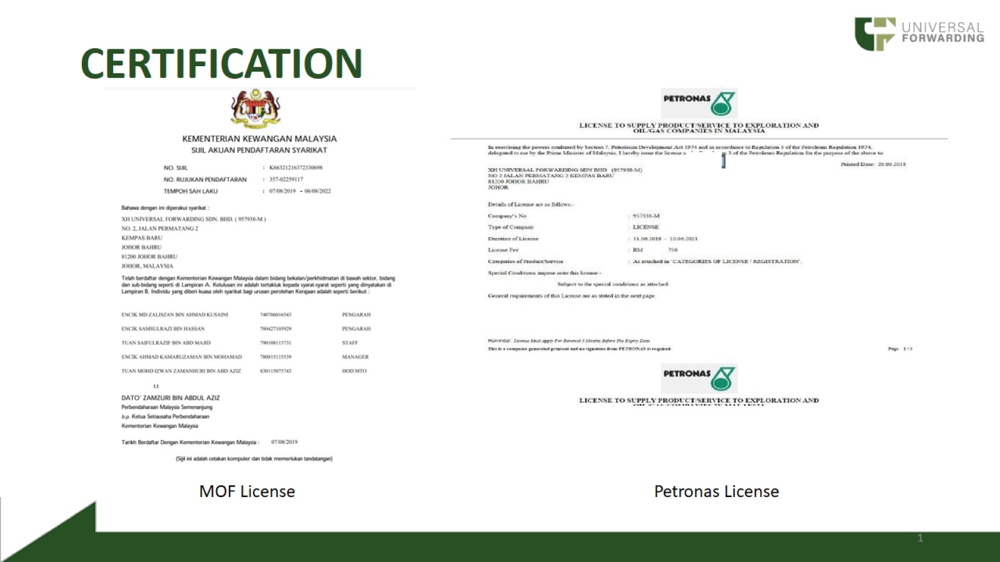 UNIVERSAL
FORWARDING
CERTIFICATION
KEMENTERIAN KEWANGAN MALAYSIA
SIJIL AKUAN PENDAFTARAN SYARIKAT
NO. SIJIL : K66321216372330698
NO. RUJUKAN PENDAFTARAN : 357-02259117
TEMPOH SAH LAKU : 07/08/2019 - 06/08/2022
Bahawa dengan ini diperakui syarikat :
XH UNIVERSAL FORWARDING SDN. BHD. ( 957938-M )
NO. 2, JALAN PERMATANG 2
KEMPAS BARU
JOHOR BAHRU
81200 JOHOR BAHRU
JOHOR, MALAYSIA
Telah berdaftar dengan Kementerian Kewangan Malaysia dalam bidang bekalan/perkhidmatan di bawah sektor, bidang
dan sub-bidang seperti di Lampiran A. Kelulusan ini adalah tertakluk kepada syarat-syarat seperti yang dinyatakan di
Lampiran B. Individu yang diberi kuasa oleh syarikat bagi urusan perolehan Kerajaan adalah seperti berikut :
ENCIK MD ZALISZAN BIN AHMAD KUSAINI 740706016543 PENGARAH
ENCIK SAMSULRAZI BIN HASSAN 780427105929 PENGARAH
TUAN SAIFULRAZIF BIN ABD MAJID 790108115731 STAFF
ENCIK AHMAD KAMARUZAMAN BIN MOHAMAD 780815115539 MANAGER
TUAN MOHD IZWAN ZAMANHURI BIN ABD AZIZ 830115075743 HOD MTO
t.t
DATO' ZAMZURI BIN ABDUL AZIZ
Perbendaharaan Malaysia Semenanjung
b.p. Ketua Setiausaha Perbendaharaan
Kementerian Kewangan Malaysia
Tarikh Berdaftar Dengan Kementerian Kewangan Malaysia : 07/08/2019
(Sijil ini adalah cetakan komputer dan tidak memerlukan tandatangan)
MOF License
PETRONAS
LICENSE TO SUPPLY PRODUCT/SERVICE TO EXPLORATION AND
OIL/GAS COMPANIES IN MALAYSIA
In exercising the powers conferred by Section 7, Petroleum Development Act 1974 and in accordance to Regulation 3 of the Petroleum Regulation 1974,
delegated to me by the Prime Minister of Malaysia, I hereby issue the license 3 of the Petroleum Regulation for the purpose of the above to:
Printed Date: 29.09.2018
XH UNIVERSAL FORWARDING SDN BHD (957938-M)
NO 2 JALAN PERMATANG 2 KEMPAS BARU
81200 JOHOR BAHRU
JOHOR
Details of License are as follows:-
Company's No : 957938-M
Type of Company : LICENSE
Duration of License : 11.06.2018 - 10.06.2021
License Fee : RM 750
Categories of Product/Service : As attached in 'CATEGORIES OF LICENSE / REGISTRATION'.
Special Conditions impose onto this license:-
Subject to the special conditions as attached.
General requirements of this License are as stated in the next page.
Reminder: License Must Apply For Renewal 3 Months Before The Expiry Date.
This is a computer generated printout and no signature from PETRONAS is required.
Page 1 / 3
PETRONAS
LICENSE TO SUPPLY PRODUCT/SERVICE TO EXPLORATION AND
OIL/GAS COMPANIES IN MALAYSIA
Petronas License
1